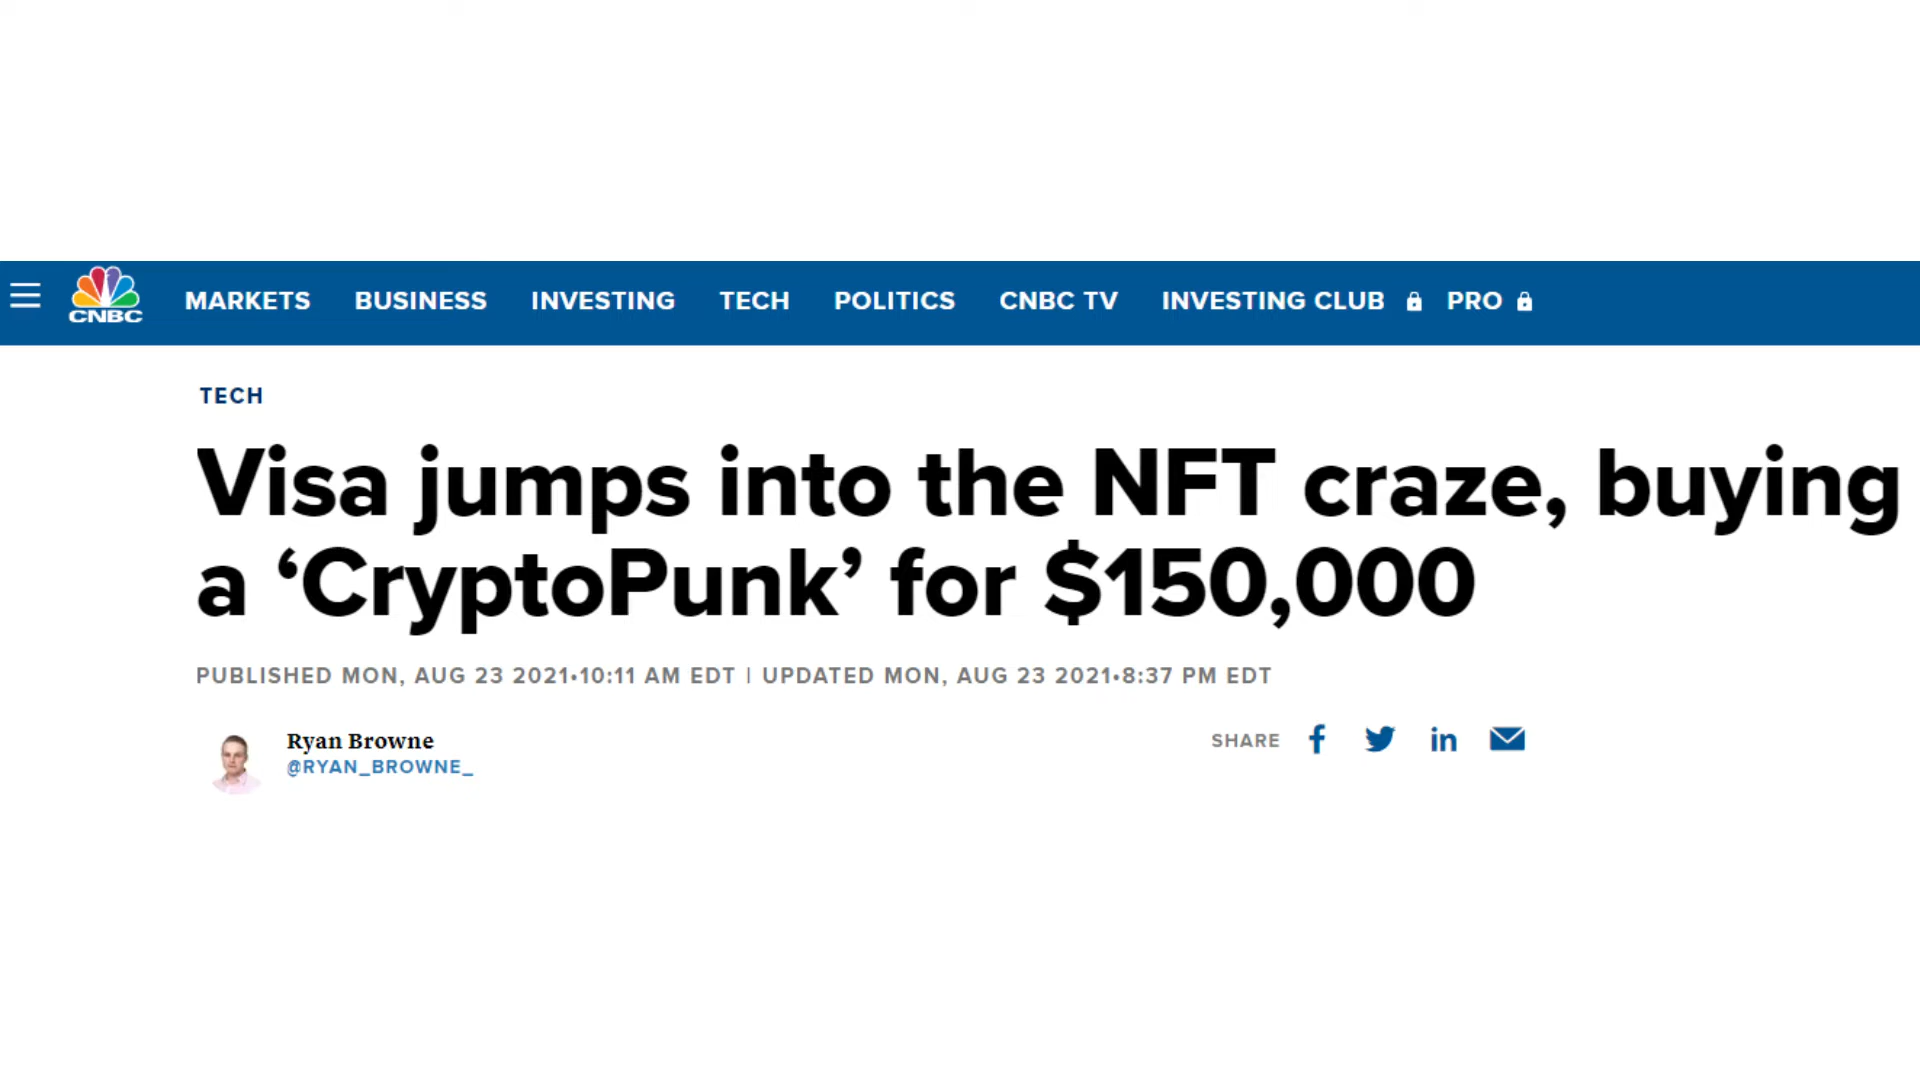 CNBC
MARKETS BUSINESS INVESTING TECH POLITICS CNBC TV INVESTING CLUB PRO
TECH
Visa jumps into the NFT craze, buying
a ‘CryptoPunk’ for $150,000
PUBLISHED MON, AUG 23 2021•10:11 AM EDT | UPDATED MON, AUG 23 2021•8:37 PM EDT
Ryan Browne
@RYAN_BROWNE_
SHARE